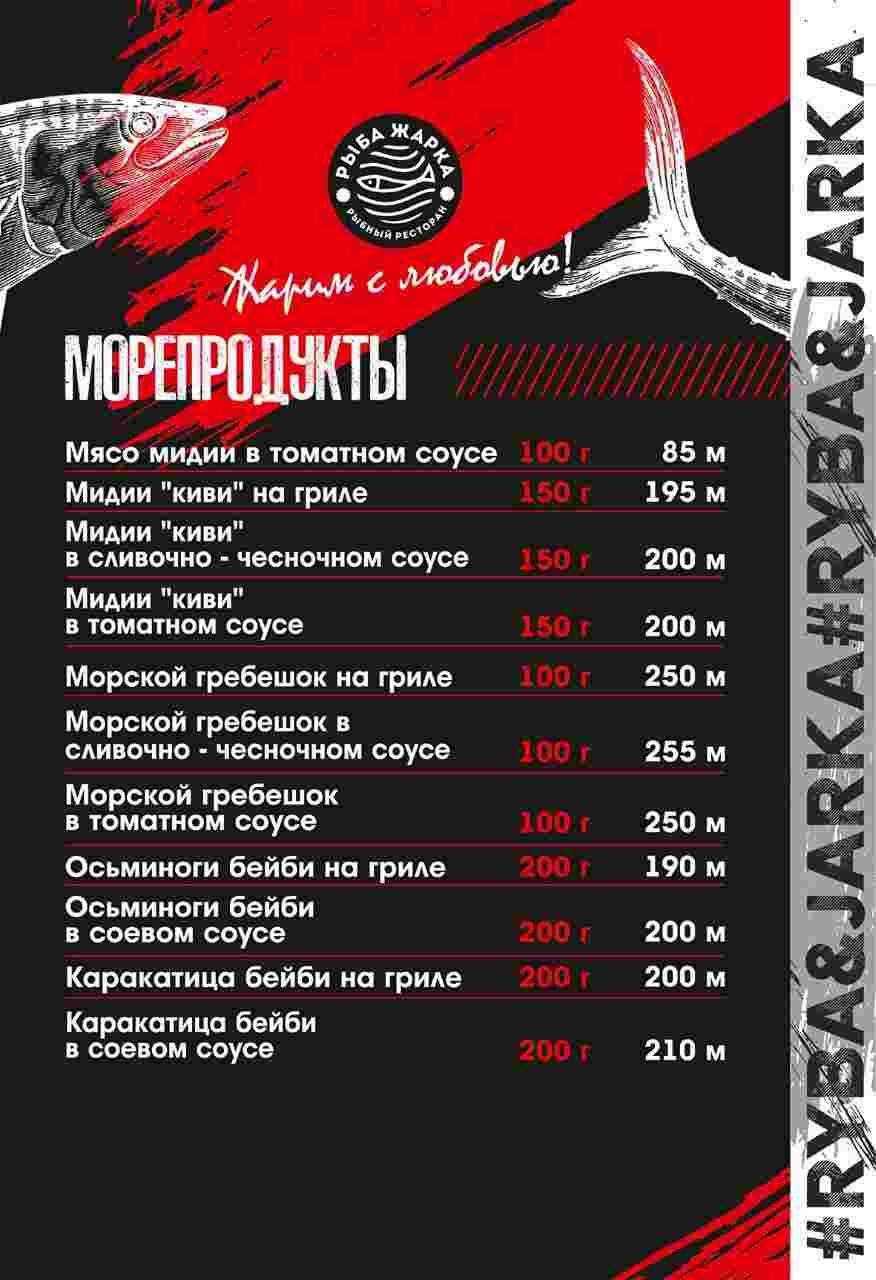 РЫБА ЖАРКА
РЫБНЫЙ РЕСТОРАН
Жарим с любовью!
МОРЕПРОДУКТЫ
Мясо мидии в томатном соусе 100 г 85 м
Мидии "киви" на гриле 150 г 195 м
Мидии "киви"
в сливочно - чесночном соусе 150 г 200 м
Мидии "киви"
в томатном соусе 150 г 200 м
Морской гребешок на гриле 100 г 250 м
Морской гребешок в
сливочно - чесночном соусе 100 г 255 м
Морской гребешок
в томатном соусе 100 г 250 м
Осьминоги бейби на гриле 200 г 190 м
Осьминоги бейби
в соевом соусе 200 г 200 м
Каракатица бейби на гриле 200 г 200 м
Каракатица бейби
в соевом соусе 200 г 210 м
#RYBA&JARKA#RYBA&JARKA